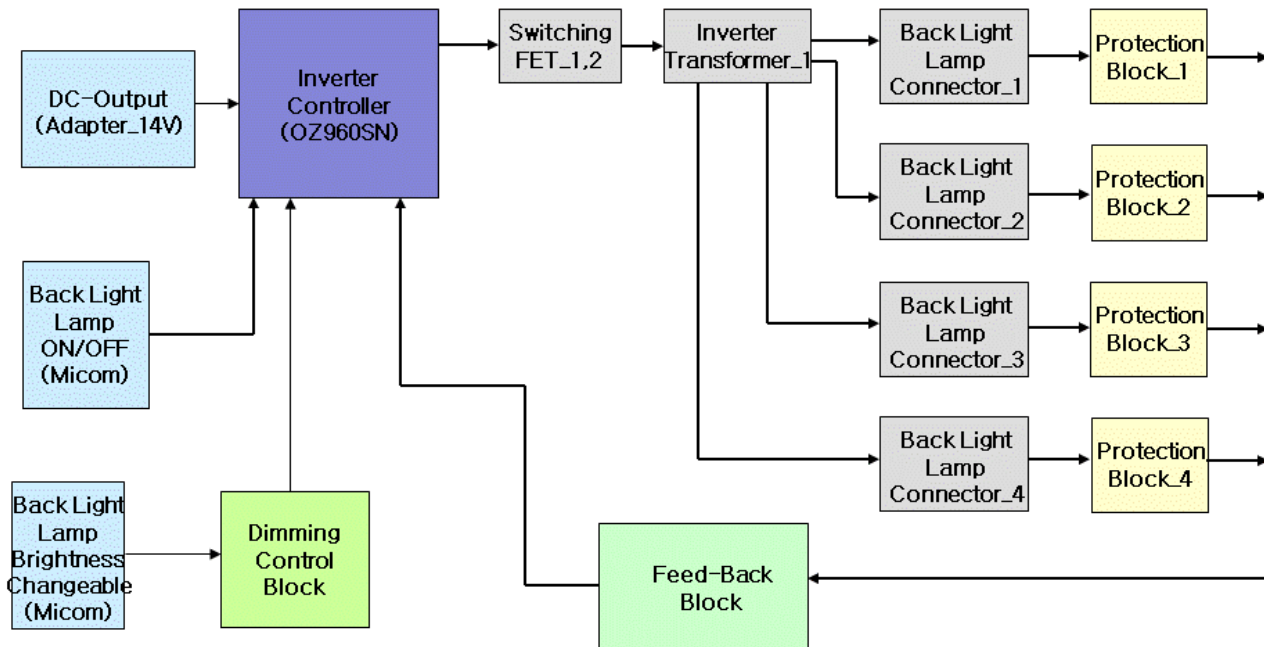 DC-Output
(Adapter_14V)
Inverter
Controller
(OZ960SN)
Switching
FET_1,2
Inverter
Transformer_1
Back Light
Lamp
Connector_1
Protection
Block_1
Back Light
Lamp
Connector_2
Protection
Block_2
Back Light
Lamp
ON/OFF
(Micom)
Back Light
Lamp
Connector_3
Protection
Block_3
Back Light
Lamp
Connector_4
Protection
Block_4
Back Light
Lamp
Brightness
Changeable
(Micom)
Dimming
Control
Block
Feed-Back
Block